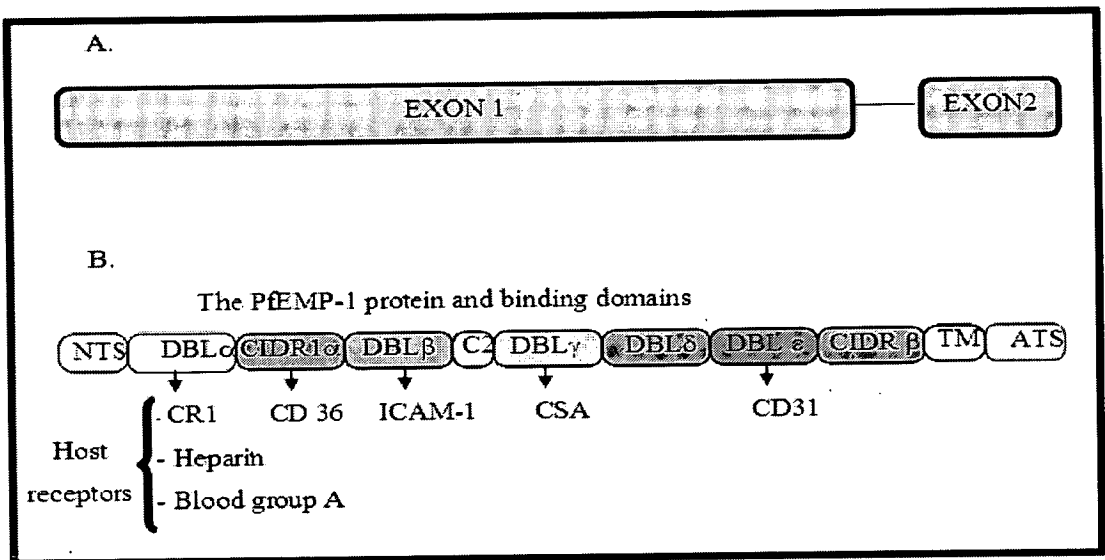 A.
EXON 1
EXON2
B.
The PfEMP-1 protein and binding domains
NTS DBLα CIDR1α DBLβ C2 DBLγ DBLδ DBL ε CIDR β TM ATS
- CR1 CD 36 ICAM-1 CSA CD31
Host receptors
- Heparin
- Blood group A